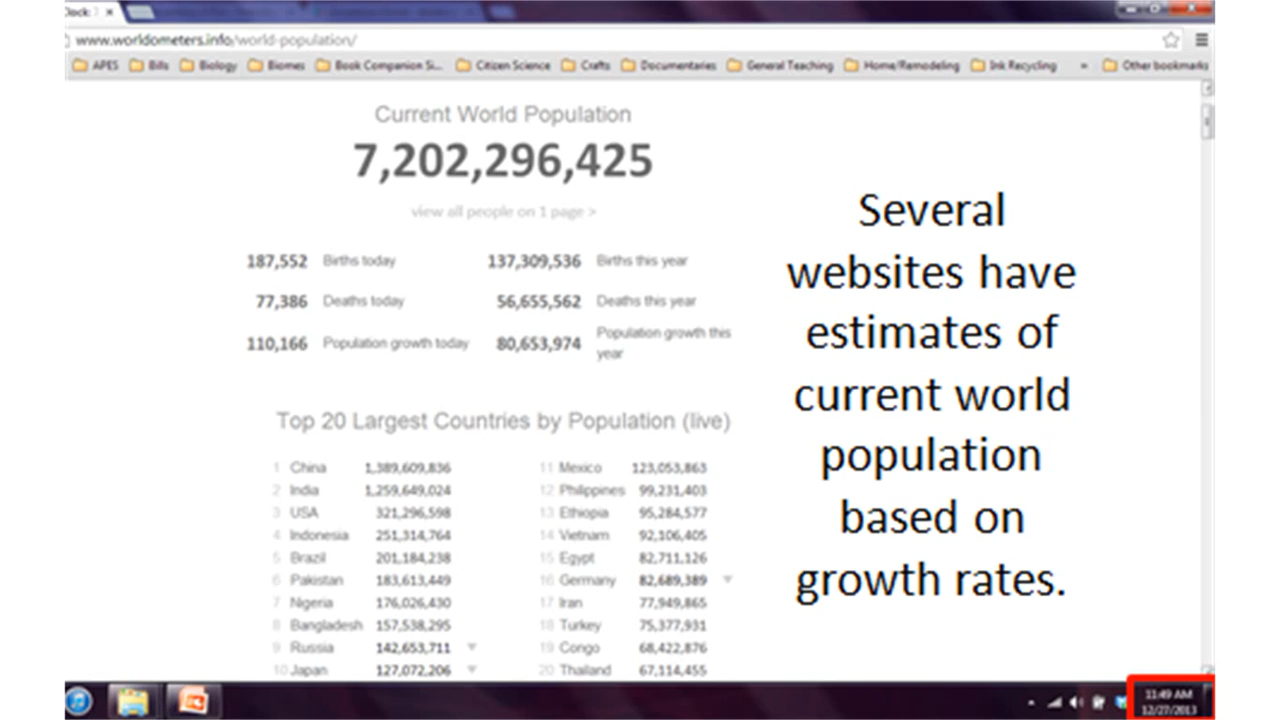 www.worldometers.info/world-population/
APES Bills Biology Biomes Book Companion Si... Citizen Science Crafts Documentaries General Teaching Home/Remodeling Ink Recycling » Other bookmarks
Current World Population
7,202,296,425
view all people on 1 page >
187,552 Births today 137,309,536 Births this year
77,386 Deaths today 56,655,562 Deaths this year
110,166 Population growth today 80,653,974 Population growth this
year
Top 20 Largest Countries by Population (live)
1 China 1,389,609,836 11 Mexico 123,053,863
2 India 1,259,649,024 12 Philippines 99,231,403
3 USA 321,296,598 13 Ethiopia 95,284,577
4 Indonesia 251,314,764 14 Vietnam 92,106,405
5 Brazil 201,184,238 15 Egypt 82,711,126
6 Pakistan 183,613,449 16 Germany 82,689,389
7 Nigeria 176,026,430 17 Iran 77,949,865
8 Bangladesh 157,538,295 18 Turkey 75,377,931
9 Russia 142,653,711 19 Congo 68,422,876
10 Japan 127,072,206 20 Thailand 67,114,455
Several
websites have
estimates of
current world
population
based on
growth rates.
11:49 AM
12/27/2013